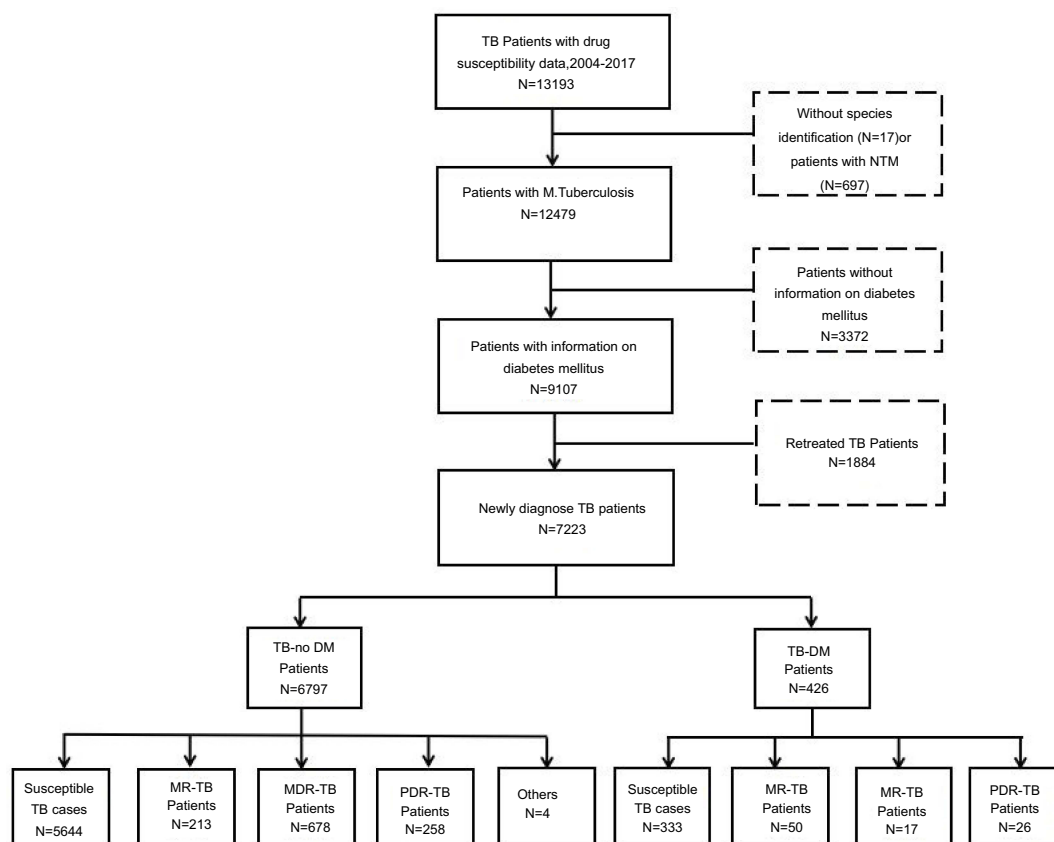 TB Patients with drug
susceptibility data,2004-2017
N=13193
Without species
identification (N=17)or
patients with NTM
(N=697)
Patients with M.Tuberculosis
N=12479
Patients without
information on diabetes
mellitus
N=3372
Patients with information on
diabetes mellitus
N=9107
Retreated TB Patients
N=1884
Newly diagnose TB patients
N=7223
TB-no DM
Patients
N=6797
TB-DM
Patients
N=426
Susceptible
TB cases
N=5644
MR-TB
Patients
N=213
MDR-TB
Patients
N=678
PDR-TB
Patients
N=258
Others
N=4
Susceptible
TB cases
N=333
MR-TB
Patients
N=50
MR-TB
Patients
N=17
PDR-TB
Patients
N=26